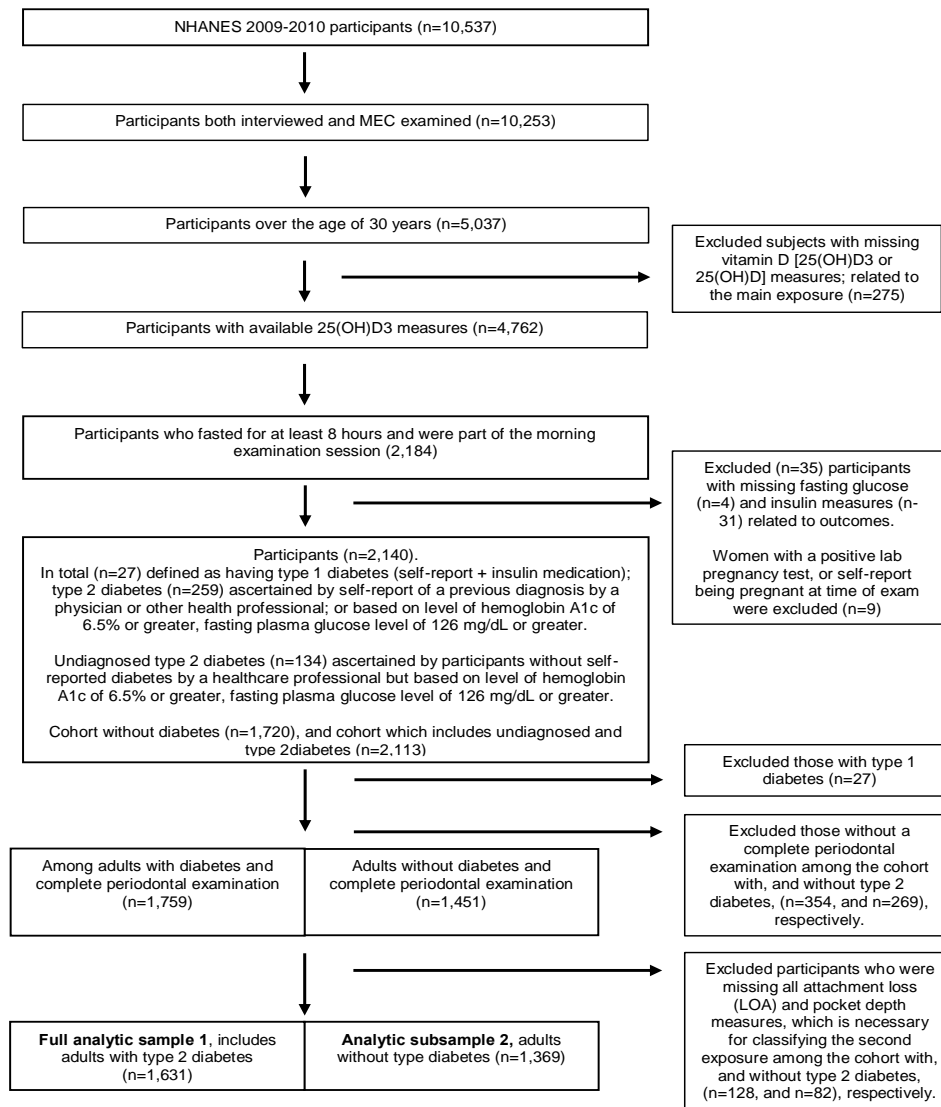 NHANES 2009-2010 participants (n=10,537)
Participants both interviewed and MEC examined (n=10,253)
Participants over the age of 30 years (n=5,037)
Excluded subjects with missing
vitamin D [25(OH)D3 or
25(OH)D] measures; related to
the main exposure (n=275)
Participants with available 25(OH)D3 measures (n=4,762)
Participants who fasted for at least 8 hours and were part of the morning
examination session (2,184)
Excluded (n=35) participants
with missing fasting glucose
(n=4) and insulin measures (n-
31) related to outcomes.
Women with a positive lab
pregnancy test, or self-report
being pregnant at time of exam
were excluded (n=9)
Participants (n=2,140).
In total (n=27) defined as having type 1 diabetes (self-report + insulin medication);
type 2 diabetes (n=259) ascertained by self-report of a previous diagnosis by a
physician or other health professional; or based on level of hemoglobin A1c of
6.5% or greater, fasting plasma glucose level of 126 mg/dL or greater.
Undiagnosed type 2 diabetes (n=134) ascertained by participants without self-
reported diabetes by a healthcare professional but based on level of hemoglobin
A1c of 6.5% or greater, fasting plasma glucose level of 126 mg/dL or greater.
Cohort without diabetes (n=1,720), and cohort which includes undiagnosed and
type 2diabetes (n=2,113)
Excluded those with type 1
diabetes (n=27)
Among adults with diabetes and
complete periodontal examination
(n=1,759)
Adults without diabetes and
complete periodontal examination
(n=1,451)
Excluded those without a
complete periodontal
examination among the cohort
with, and without type 2
diabetes, (n=354, and n=269),
respectively.
Full analytic sample 1, includes
adults with type 2 diabetes
(n=1,631)
Analytic subsample 2, adults
without type diabetes (n=1,369)
Excluded participants who were
missing all attachment loss
(LOA) and pocket depth
measures, which is necessary
for classifying the second
exposure among the cohort with,
and without type 2 diabetes,
(n=128, and n=82), respectively.